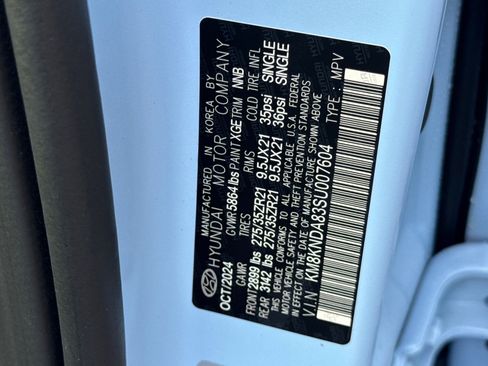 MANUFACTURED IN KOREA BY
HYUNDAI MOTOR COMPANY
OCT/2024 GVWR 5864 lbs PAINT XGE TRIM NNB
GAWR TIRES RIMS COLD TIRE INFL
FRONT 2899 lbs 275/35ZR21 9.5JX21 35psi SINGLE
REAR 3142 lbs 275/35ZR21 9.5JX21 36psi SINGLE
THIS VEHICLE CONFORMS TO ALL APPLICABLE U.S.A. FEDERAL
MOTOR VEHICLE SAFETY AND THEFT PREVENTION STANDARDS
IN EFFECT ON THE DATE OF MANUFACTURE SHOWN ABOVE
V.I.N : KM8KNDA83SU007604 TYPE : MPV